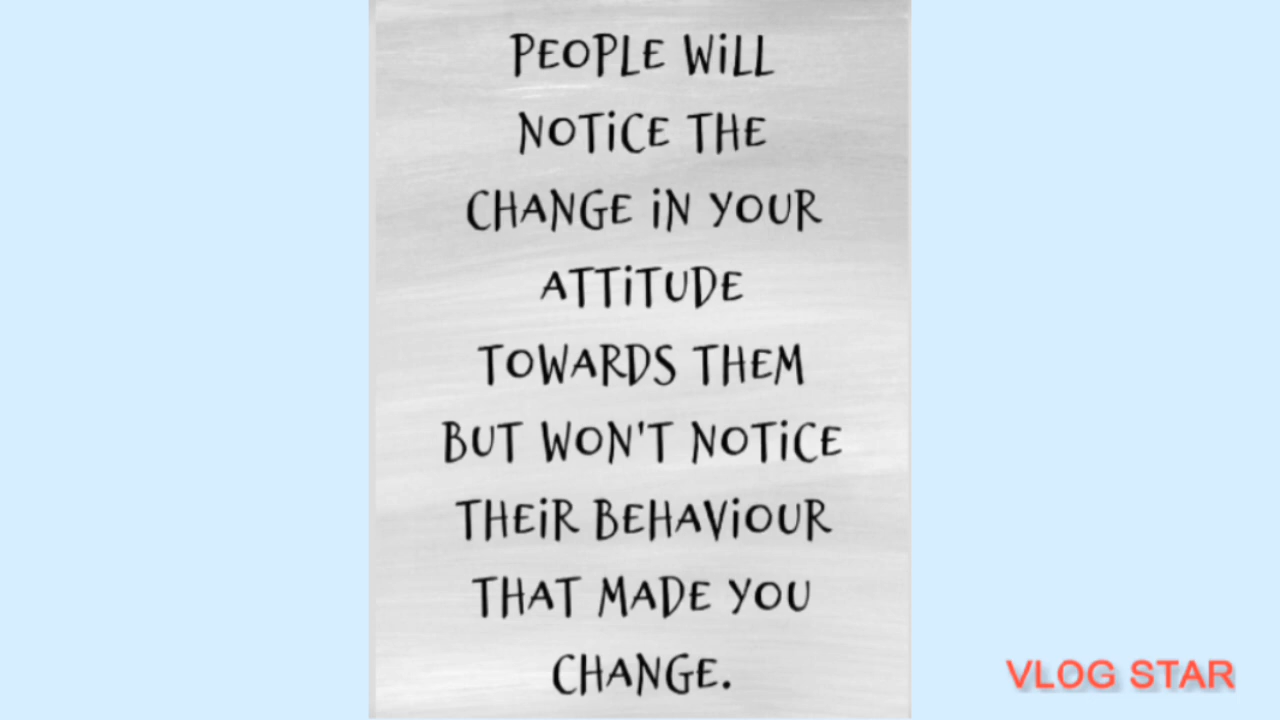 PEOPLE WiLL
NOTiCE THE
CHANGE iN YOUR
ATTiTUDE
TOWARDS THEM
BUT WON'T NOTiCE
THEiR BEHAViOUR
THAT MADE YOU
CHANGE.
VLOG STAR